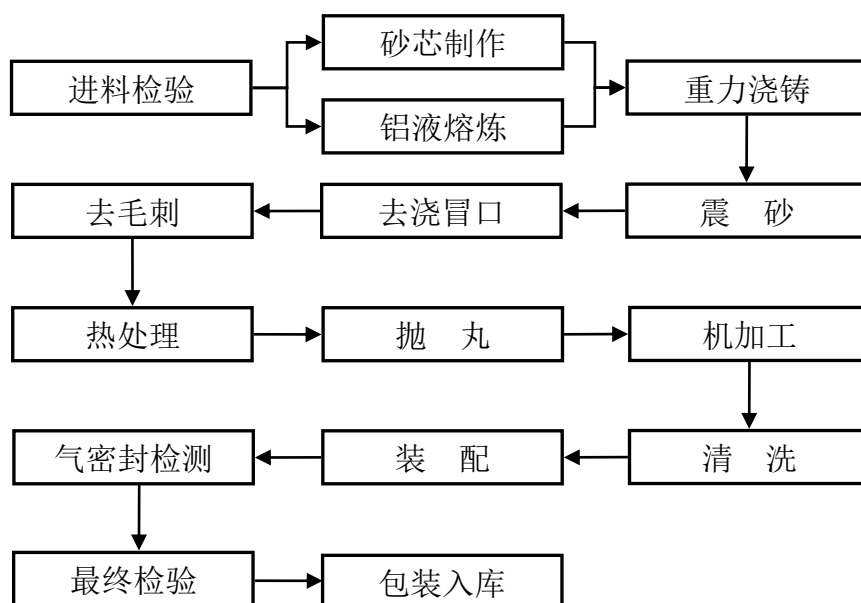 砂芯制作
进料检验
重力浇铸
铝液熔炼
去毛刺
去浇冒口
震 砂
热处理
抛 丸
机加工
气密封检测
装 配
清 洗
最终检验
包装入库